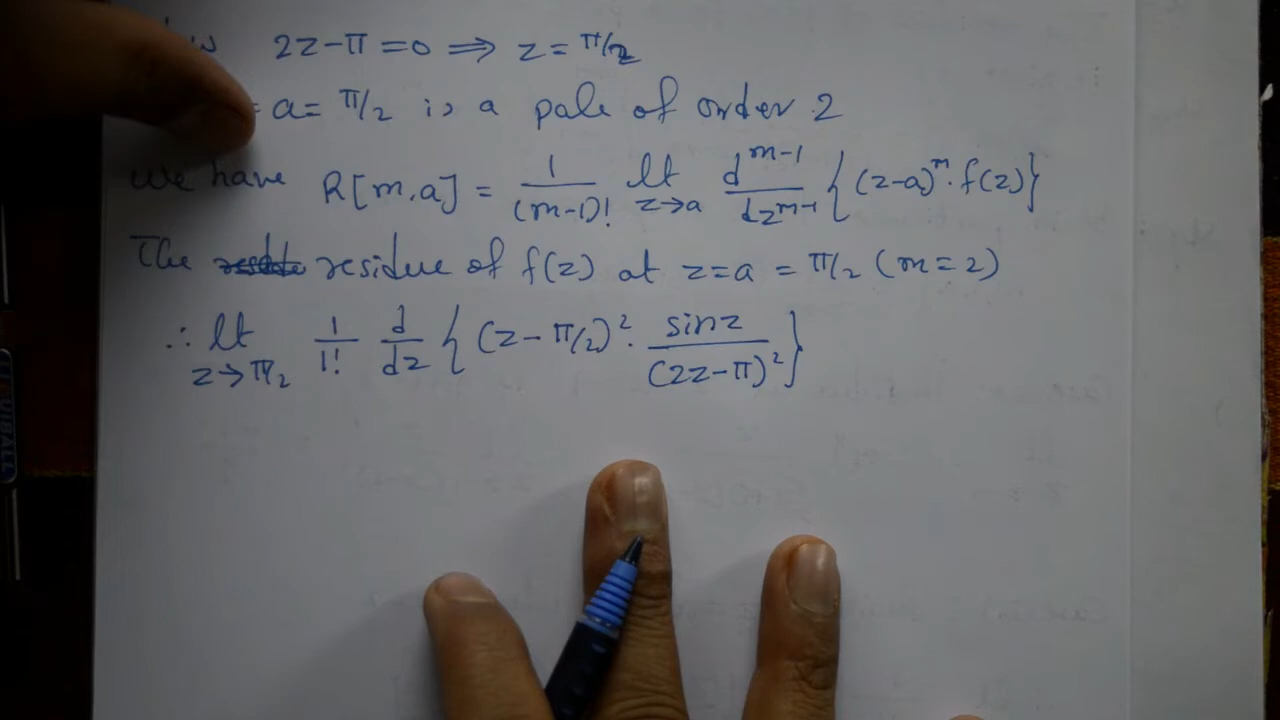 2z-π=0 ⟹ z=π/2
= a= π/2 is a pole of order 2
We have R[m,a] = 1/(m-1)! lt z→a d^(m-1)/dz^(m-1) {(z-a)^m · f(z)}
The residue of f(z) at z=a = π/2 (m=2)
∴ lt z→π/2 1/1! d/dz {(z-π/2)² · sinz/(2z-π)²}